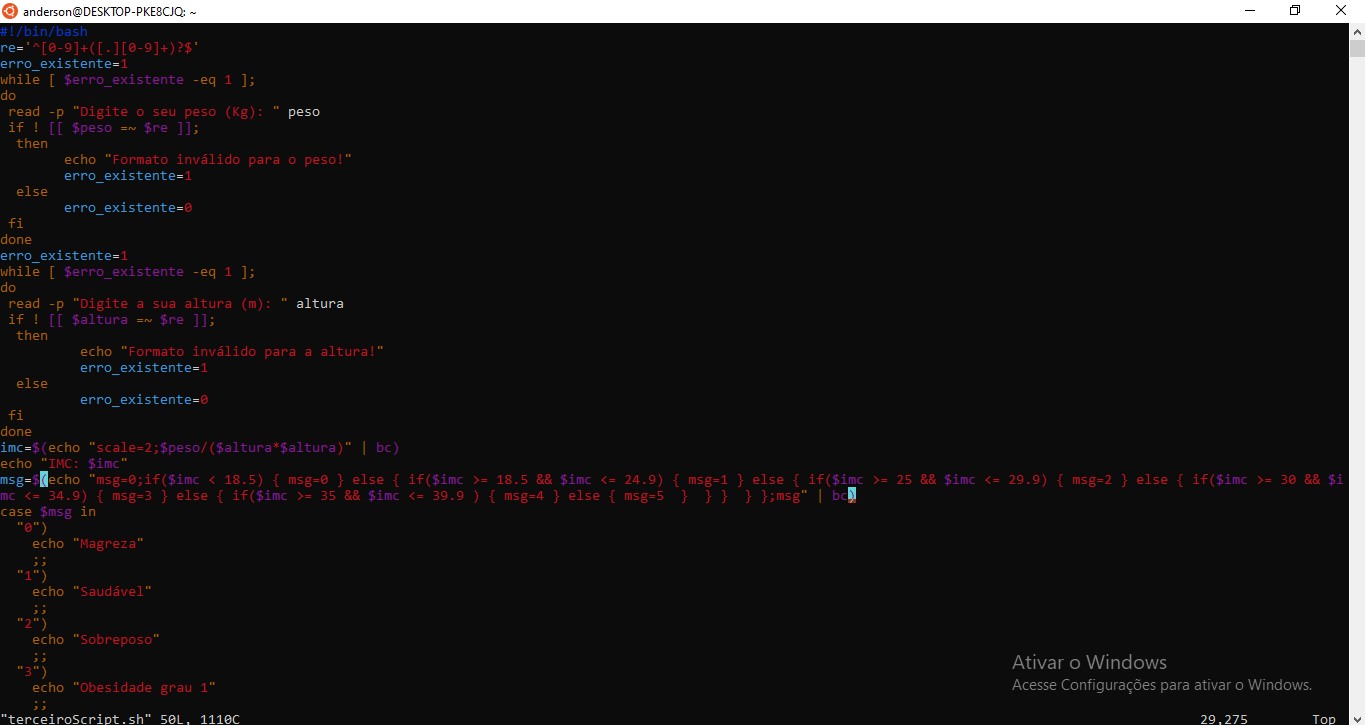 anderson@DESKTOP-PKE8CJQ: ~
#!/bin/bash
re='^[0-9]+([.][0-9]+)?$'
erro_existente=1
while [ $erro_existente -eq 1 ];
do
 read -p "Digite o seu peso (Kg): " peso
 if ! [[ $peso =~ $re ]];
  then
        echo "Formato inválido para o peso!"
        erro_existente=1
  else
        erro_existente=0
 fi
done
erro_existente=1
while [ $erro_existente -eq 1 ];
do
 read -p "Digite a sua altura (m): " altura
 if ! [[ $altura =~ $re ]];
  then
          echo "Formato inválido para a altura!"
          erro_existente=1
  else
          erro_existente=0
 fi
done
imc=$(echo "scale=2;$peso/($altura*$altura)" | bc)
echo "IMC: $imc"
msg=$(echo "msg=0;if($imc < 18.5) { msg=0 } else { if($imc >= 18.5 && $imc <= 24.9) { msg=1 } else { if($imc >= 25 && $imc <= 29.9) { msg=2 } else { if($imc >= 30 && $i
mc <= 34.9) { msg=3 } else { if($imc >= 35 && $imc <= 39.9 ) { msg=4 } else { msg=5  }  } }  } };msg" | bc)
case $msg in
  "0")
    echo "Magreza"
    ;;
  "1")
    echo "Saudável"
    ;;
  "2")
    echo "Sobreposo"
    ;;
  "3")
    echo "Obesidade grau 1"
    ;;
Ativar o Windows
Acesse Configurações para ativar o Windows.
"terceiroScript.sh" 50L, 1110C 29,275 Top